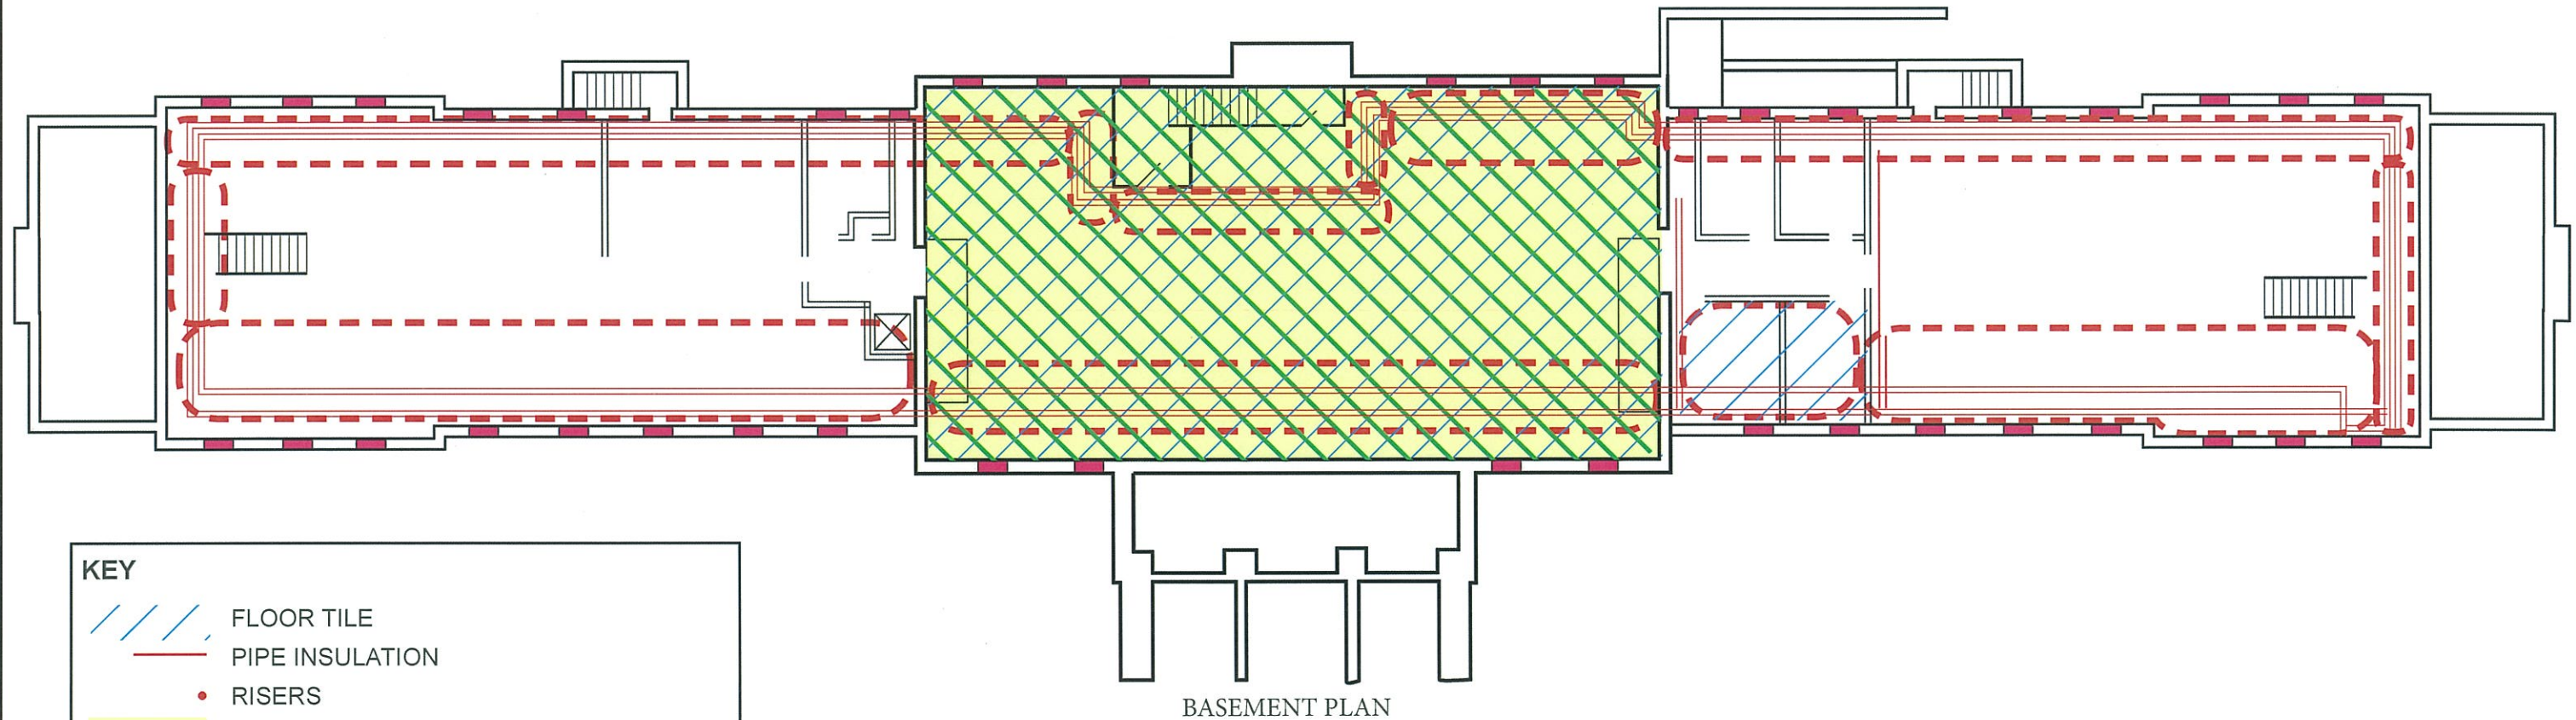 KEY
FLOOR TILE
PIPE INSULATION
RISERS
BASEMENT PLAN